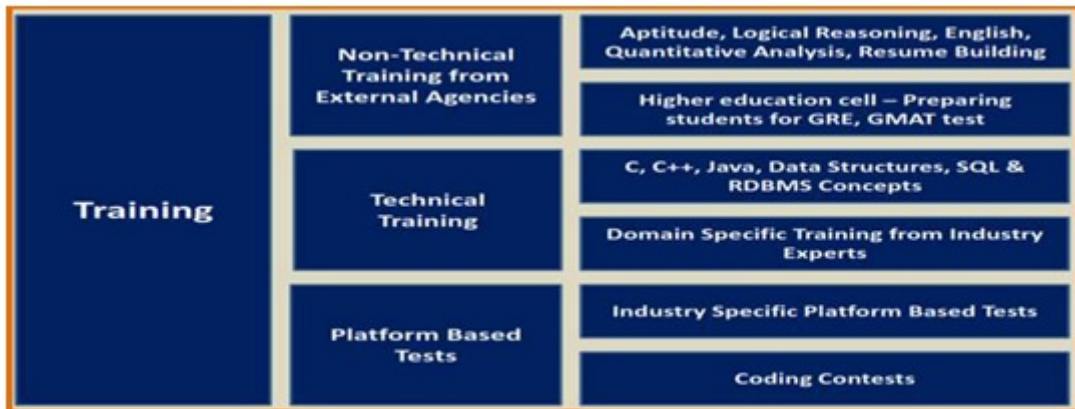 Training
Non-Technical
Training from
External Agencies
Aptitude, Logical Reasoning, English,
Quantitative Analysis, Resume Building
Higher education cell – Preparing
students for GRE, GMAT test
Technical
Training
C, C++, Java, Data Structures, SQL &
RDBMS Concepts
Domain Specific Training from Industry
Experts
Platform Based
Tests
Industry Specific Platform Based Tests
Coding Contests